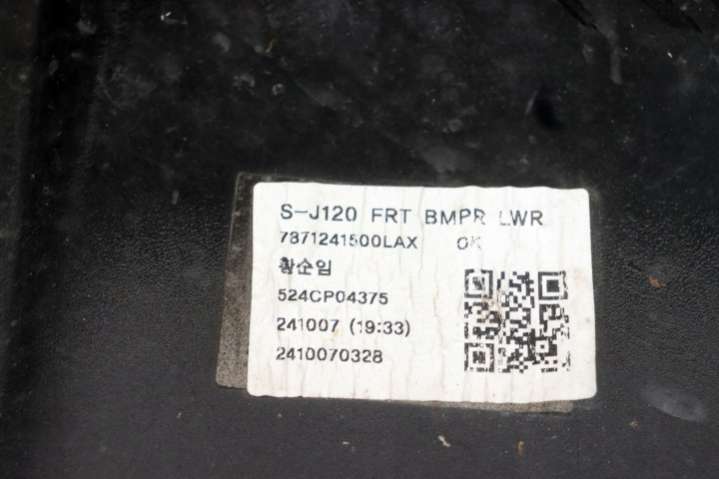 S-J120 FRT BMPR LWR
7871241500LAX OK
황순임
524CP04375
241007 (19:33)
2410070328